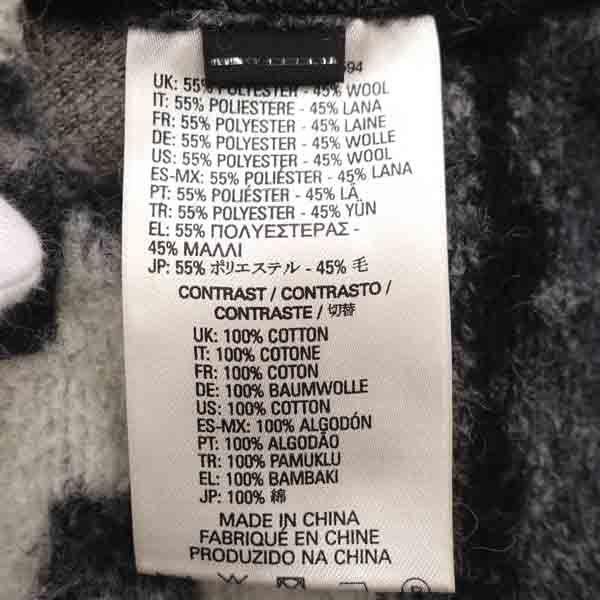 594
UK: 55% POLYESTER - 45% WOOL
IT: 55% POLIESTERE - 45% LANA
FR: 55% POLYESTER - 45% LAINE
DE: 55% POLYESTER - 45% WOLLE
US: 55% POLYESTER - 45% WOOL
ES-MX: 55% POLIÉSTER - 45% LANA
PT: 55% POLIÉSTER - 45% LÃ
TR: 55% POLYESTER - 45% YÜN
EL: 55% ΠΟΛΥΕΣΤΕΡΑΣ -
45% ΜΑΛΛΙ
JP: 55% ポリエステル - 45% 毛
CONTRAST / CONTRASTO /
CONTRASTE / 切替
UK: 100% COTTON
IT: 100% COTONE
FR: 100% COTON
DE: 100% BAUMWOLLE
US: 100% COTTON
ES-MX: 100% ALGODÓN
PT: 100% ALGODÃO
TR: 100% PAMUKLU
EL: 100% BAMBAKI
JP: 100% 綿
MADE IN CHINA
FABRIQUÉ EN CHINE
PRODUZIDO NA CHINA